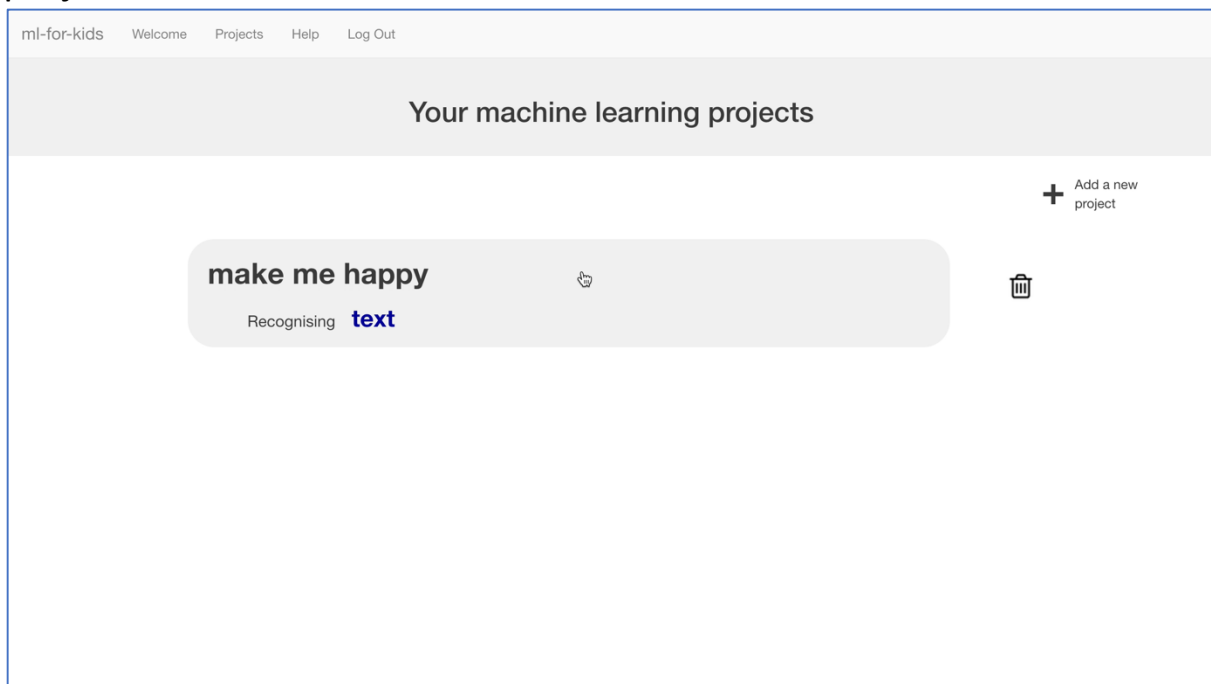 ml-for-kids Welcome Projects Help Log Out
Your machine learning projects
Add a new
project
make me happy
Recognising text